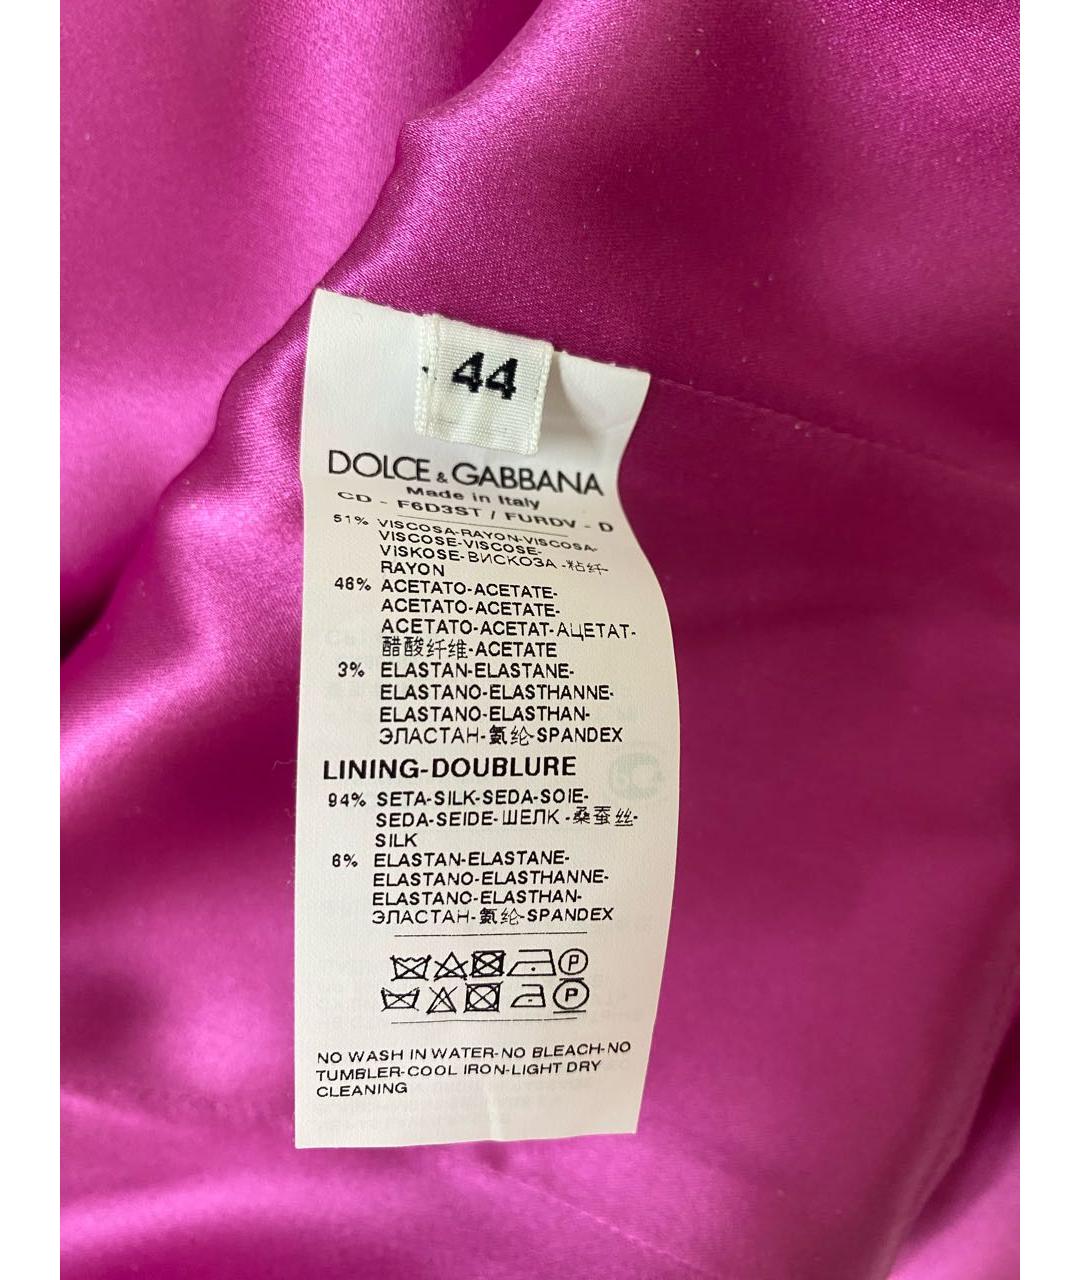 44
DOLCE & GABBANA
Made in Italy
CD - F6D3ST / FURDV - D
51% VISCOSA-RAYON-VISCOSA-
VISCOSE-VISCOSE-
VISKOSE-ВИСКОЗА-粘纤-
RAYON
46% ACETATO-ACETATE-
ACETATO-ACETATE-
ACETATO-ACETAT-АЦЕТАТ-
醋酸纤维-ACETATE
3% ELASTAN-ELASTANE-
ELASTANO-ELASTHANNE-
ELASTANO-ELASTHAN-
ЭЛАСТАН-氨纶-SPANDEX
LINING-DOUBLURE
94% SETA-SILK-SEDA-SOIE-
SEDA-SEIDE-ШЕЛК-桑蚕丝-
SILK
6% ELASTAN-ELASTANE-
ELASTANO-ELASTHANNE-
ELASTANO-ELASTHAN-
ЭЛАСТАН-氨纶-SPANDEX
P
P
NO WASH IN WATER-NO BLEACH-NO
TUMBLER-COOL IRON-LIGHT DRY
CLEANING